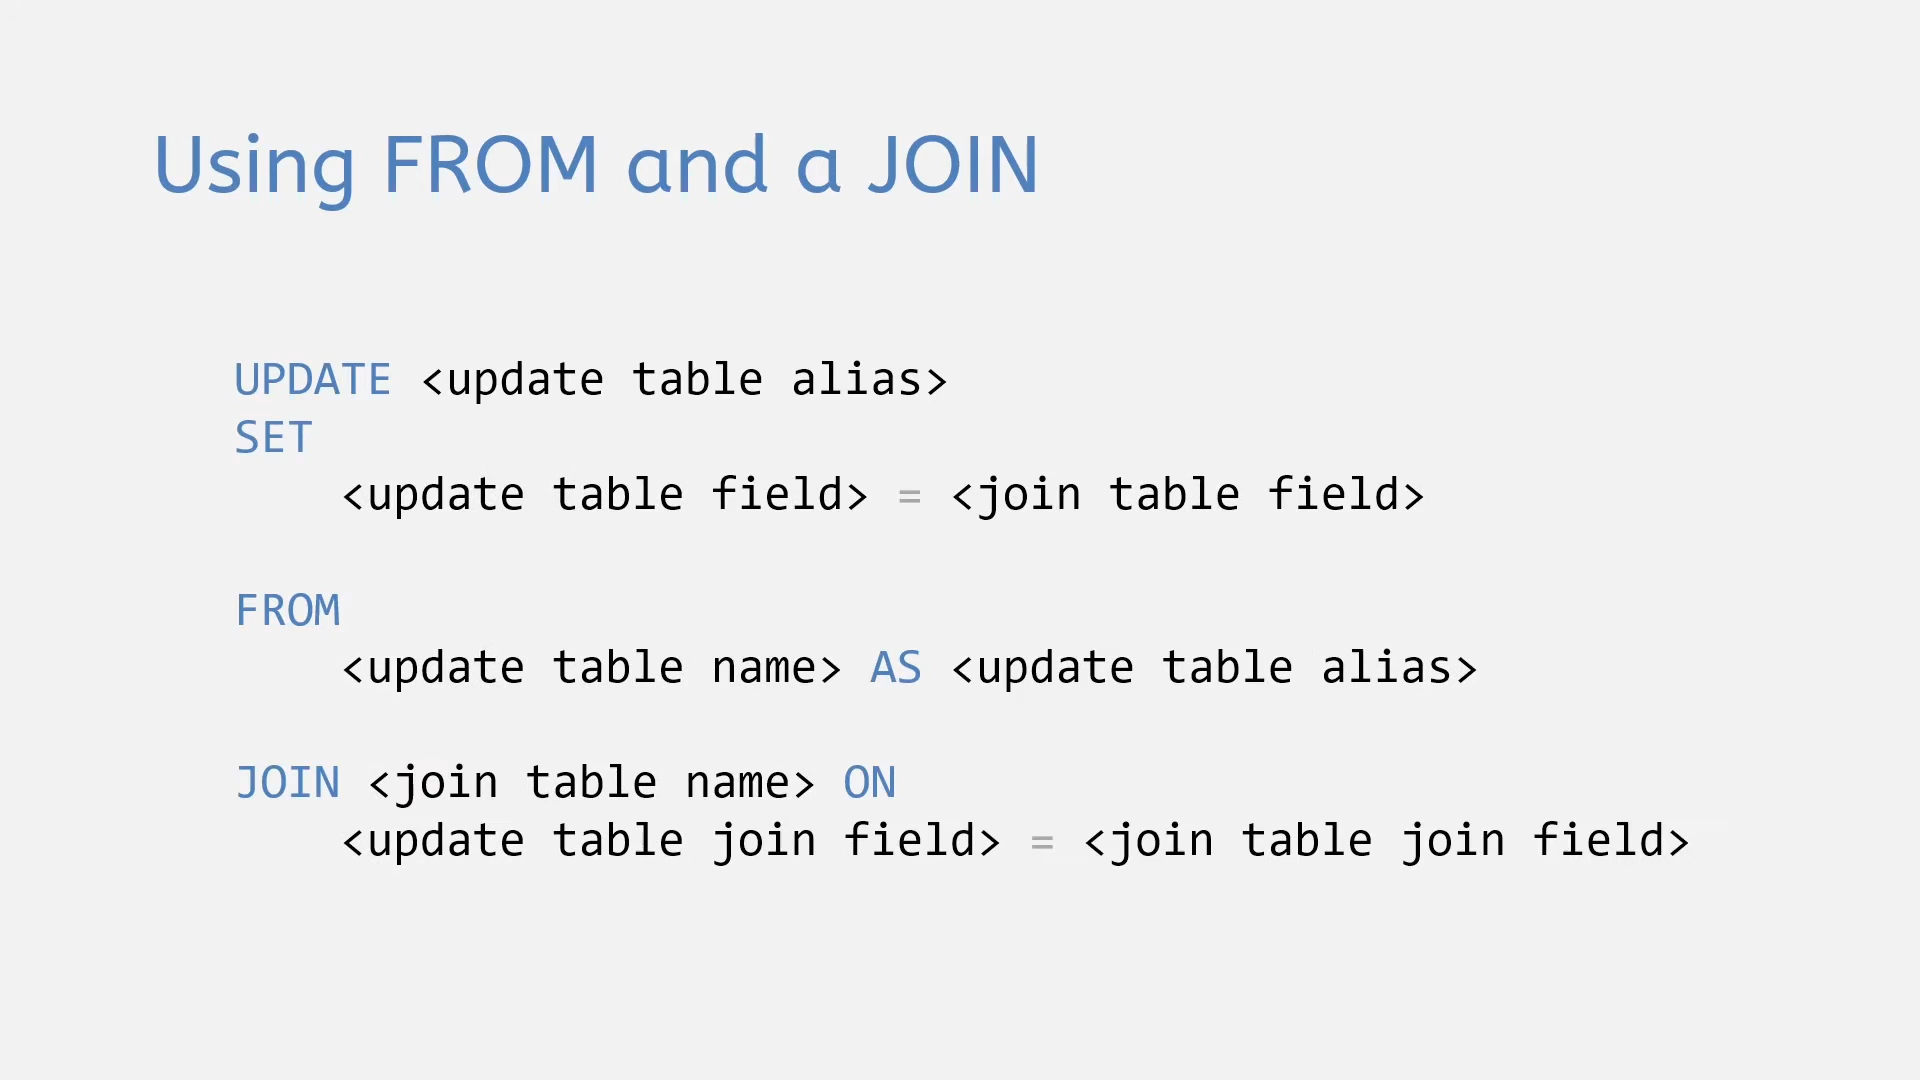 Using FROM and a JOIN
UPDATE <update table alias>
SET
<update table field> = <join table field>
FROM
<update table name> AS <update table alias>
JOIN <join table name> ON
<update table join field> = <join table join field>